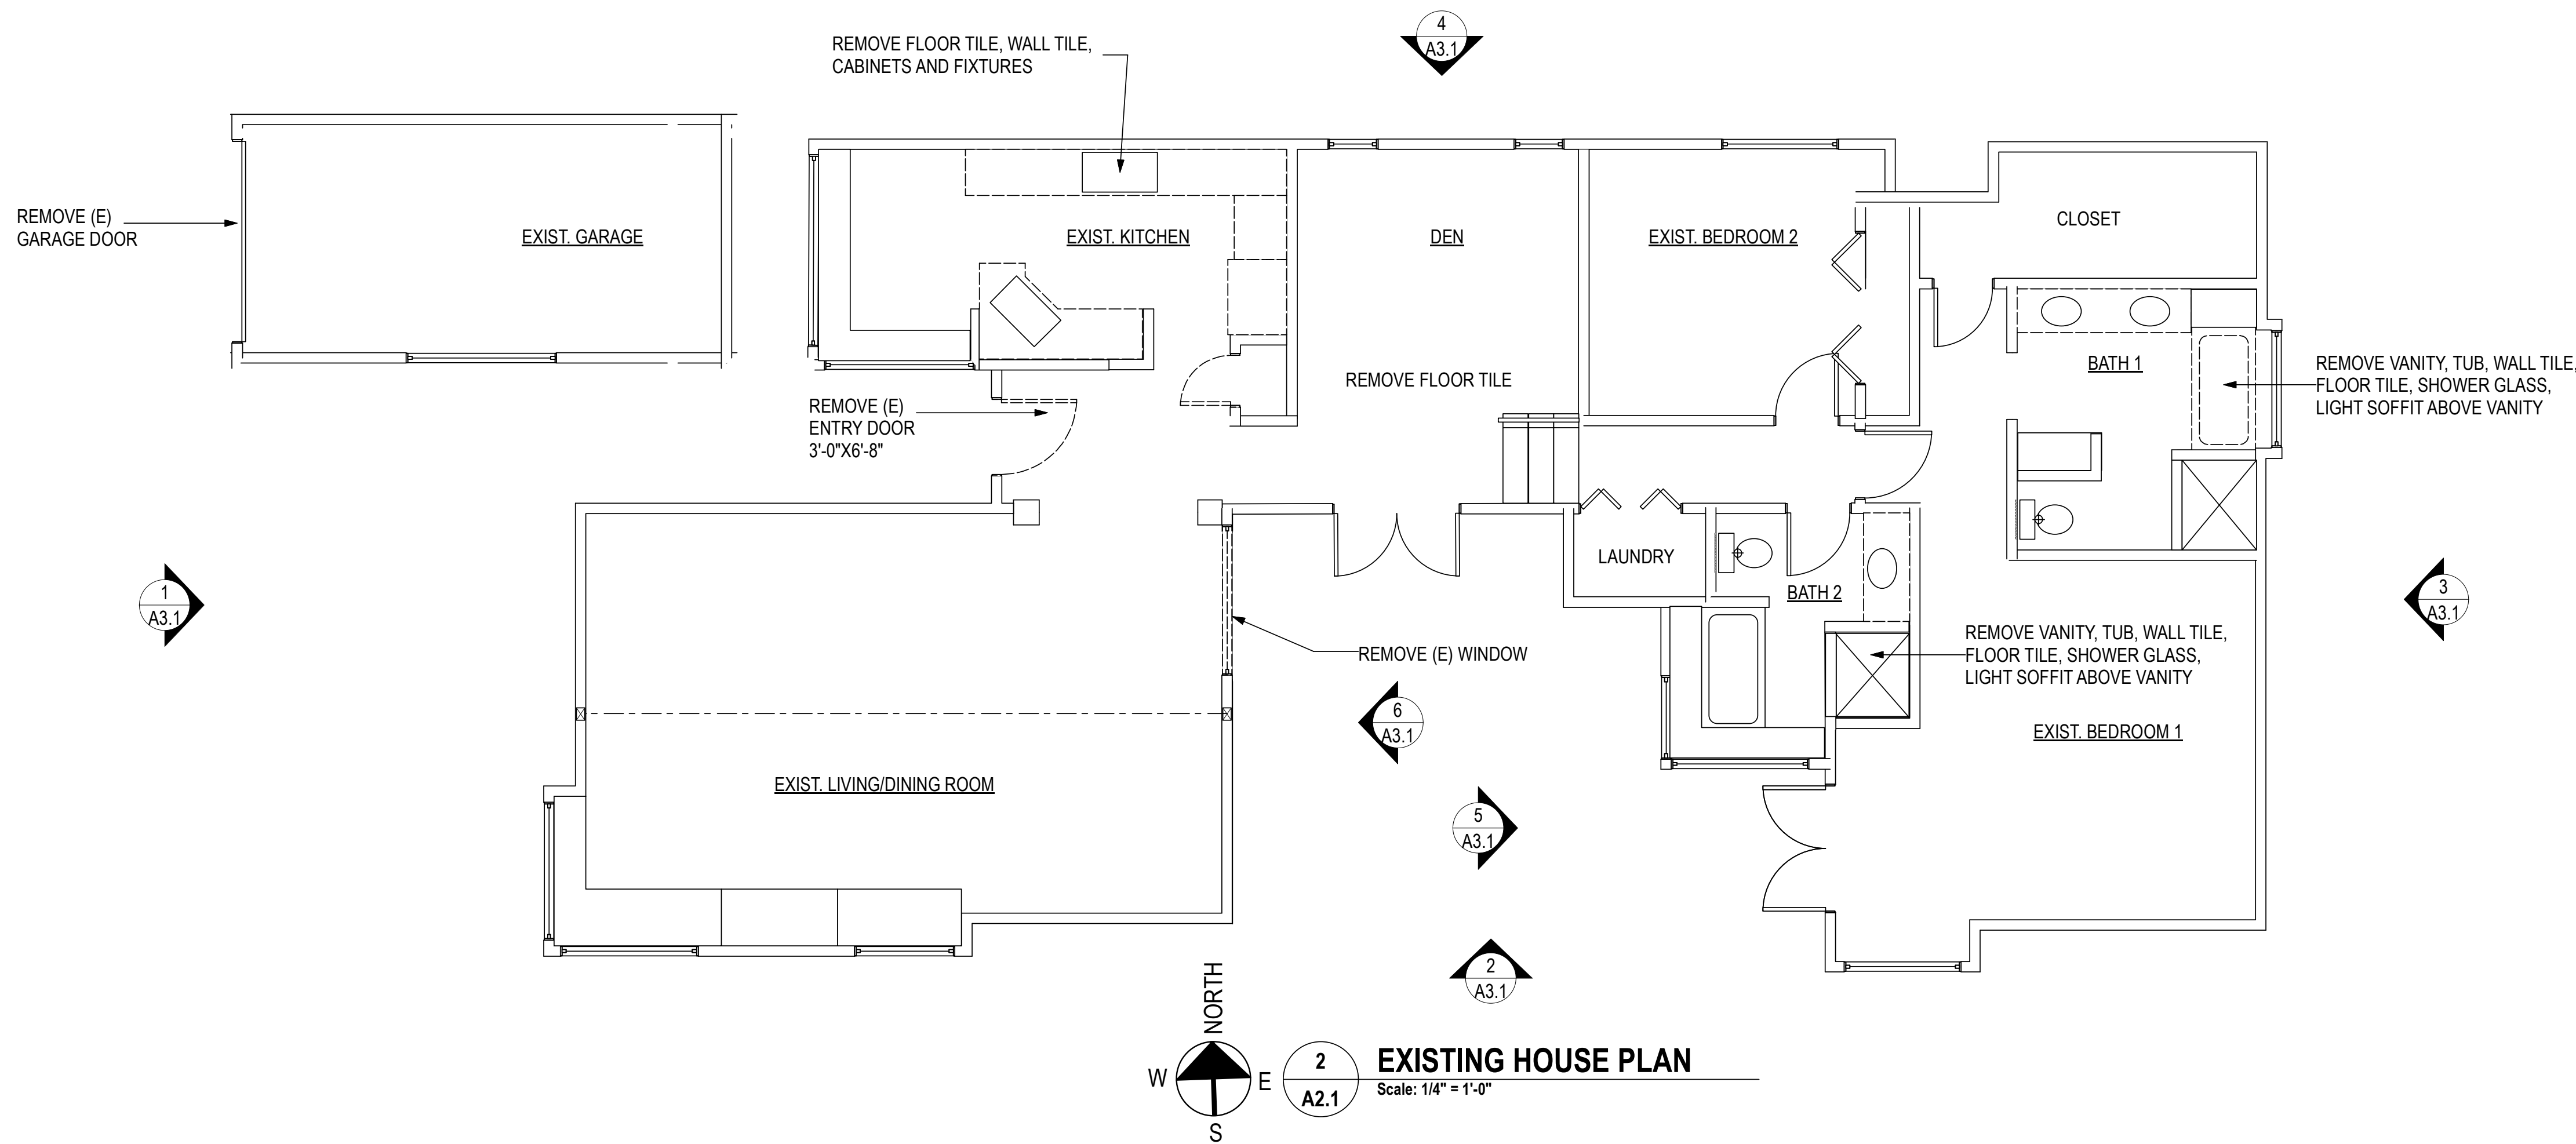 4
A3.1
REMOVE FLOOR TILE, WALL TILE,
CABINETS AND FIXTURES
REMOVE (E)
GARAGE DOOR
EXIST. GARAGE
EXIST. KITCHEN
DEN
EXIST. BEDROOM 2
CLOSET
REMOVE FLOOR TILE
BATH 1
REMOVE VANITY, TUB, WALL TILE,
FLOOR TILE, SHOWER GLASS,
LIGHT SOFFIT ABOVE VANITY
REMOVE (E)
ENTRY DOOR
3'-0"X6'-8"
LAUNDRY
BATH 2
1
A3.1
3
A3.1
REMOVE (E) WINDOW
REMOVE VANITY, TUB, WALL TILE,
FLOOR TILE, SHOWER GLASS,
LIGHT SOFFIT ABOVE VANITY
6
A3.1
EXIST. BEDROOM 1
EXIST. LIVING/DINING ROOM
5
A3.1
2
A3.1
NORTH
W
E
S
2
A2.1
EXISTING HOUSE PLAN
Scale: 1/4" = 1'-0"